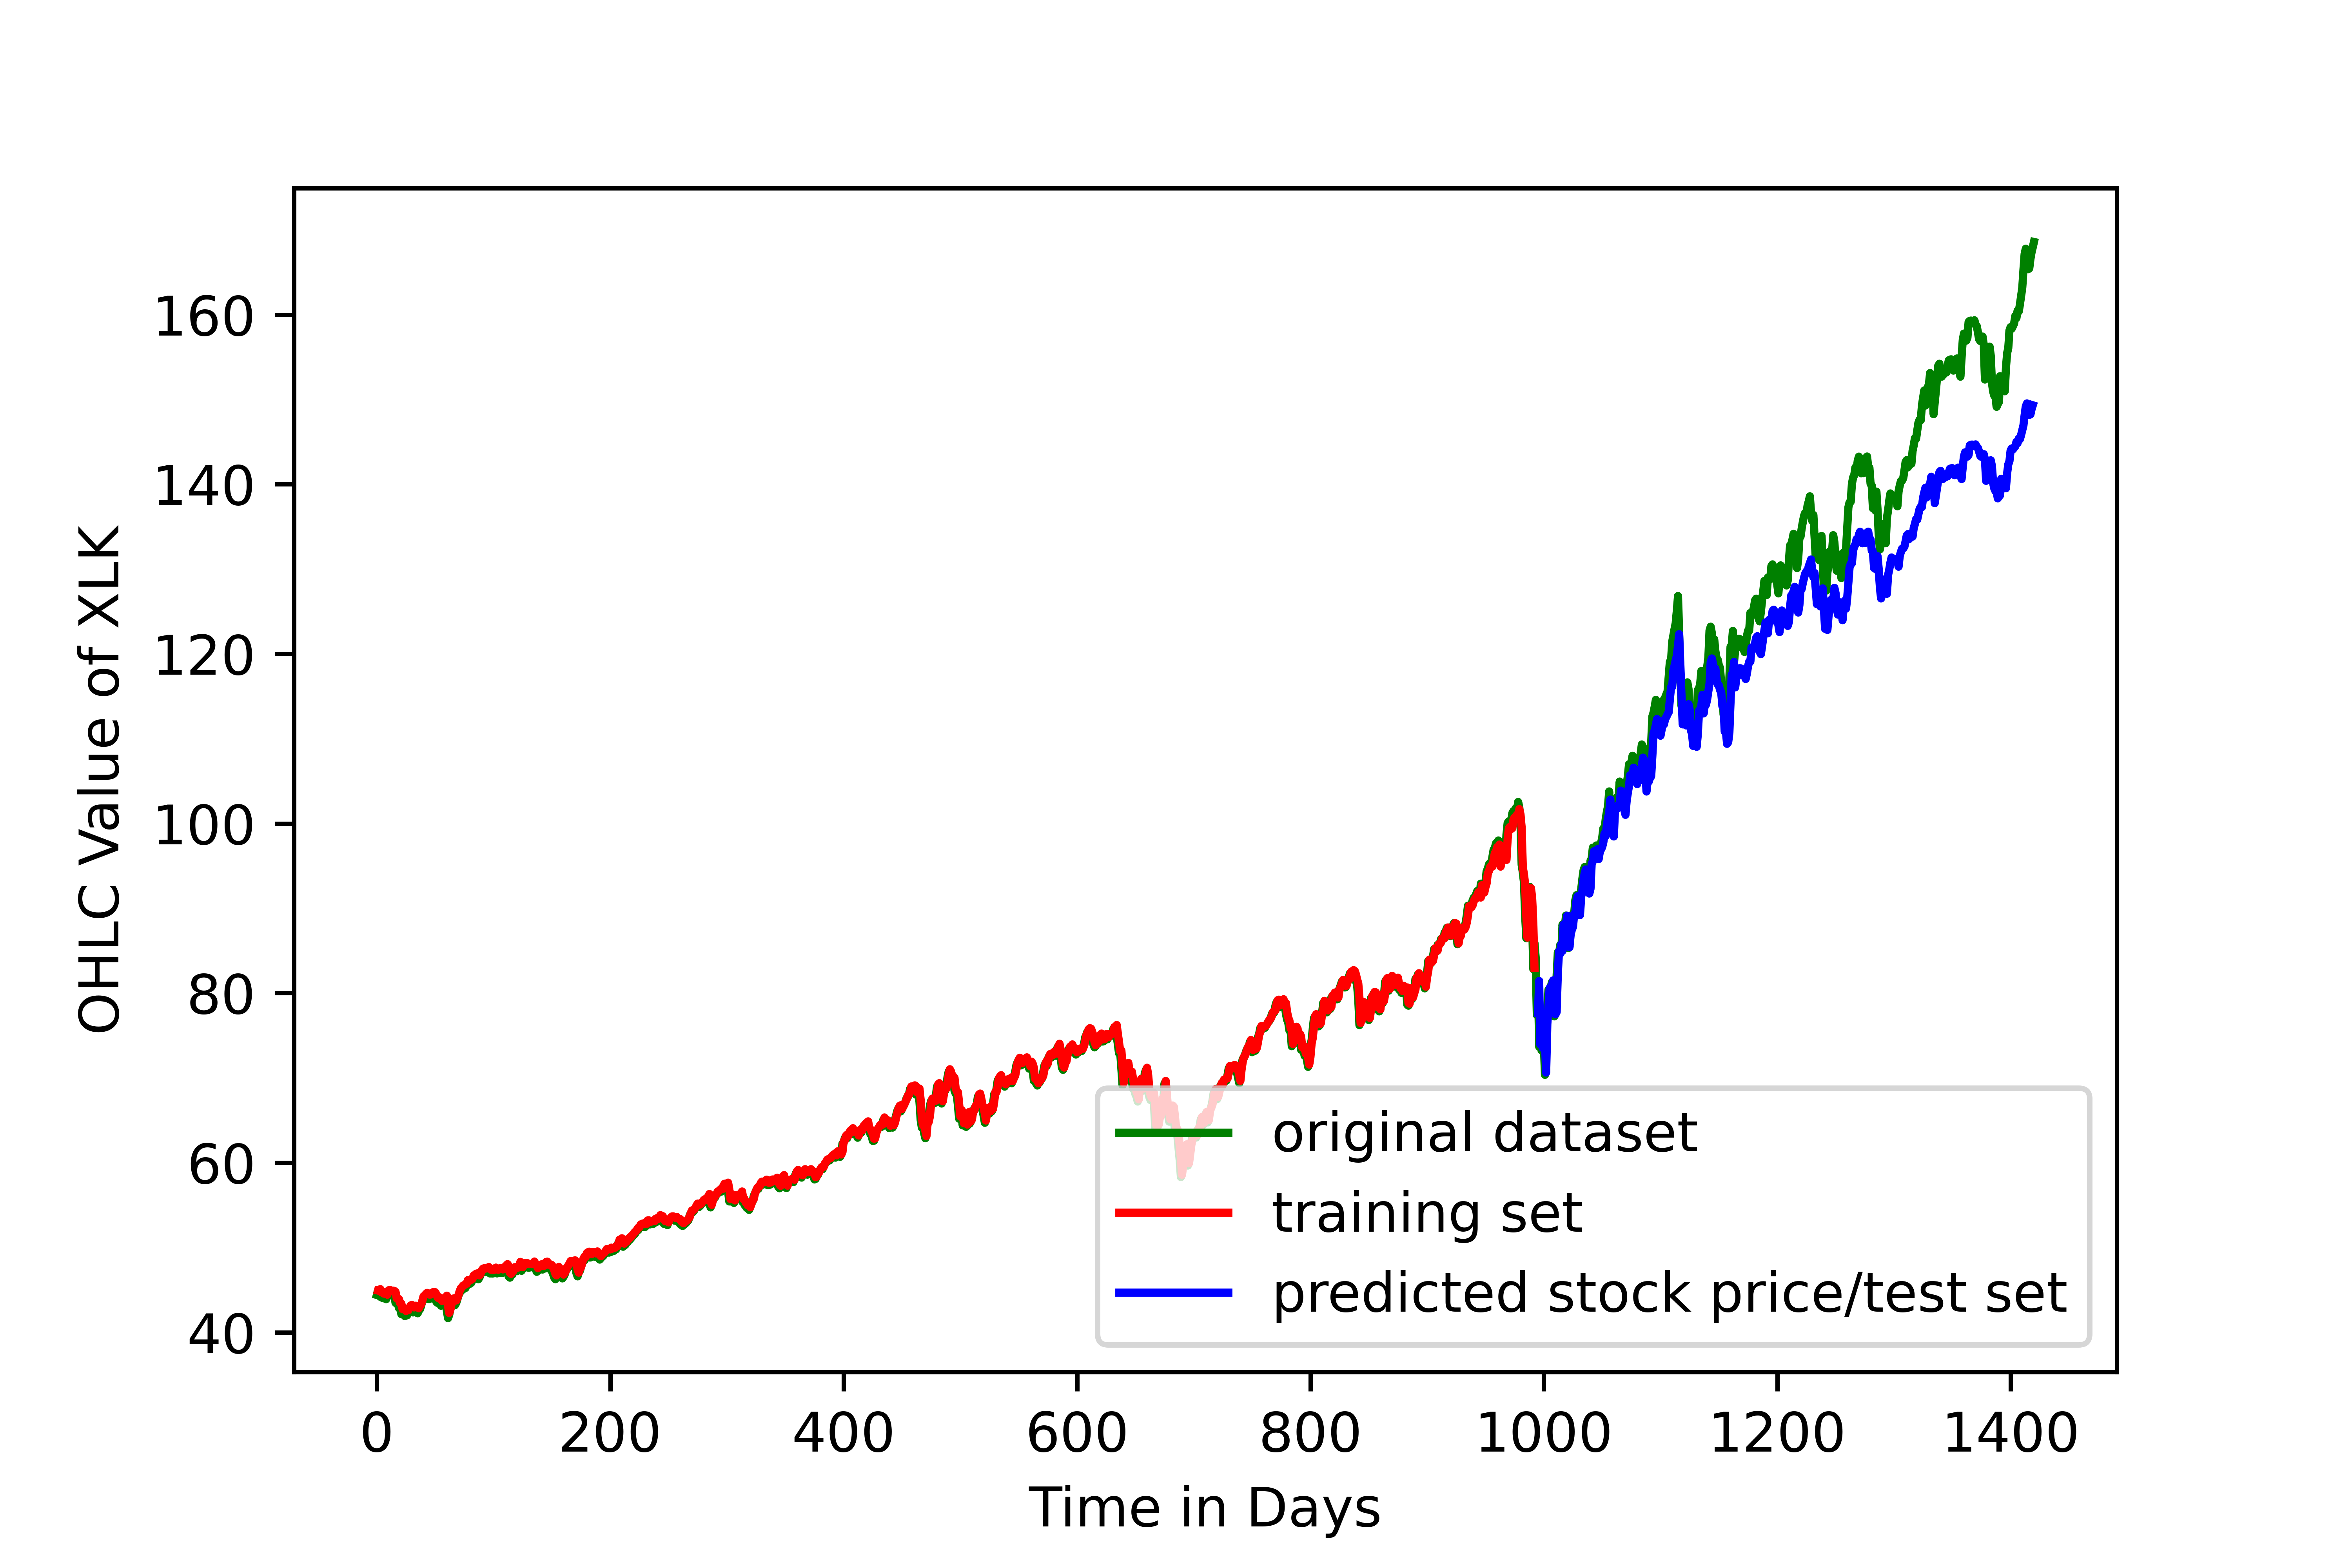 OHLC Value of XLK
160
140
120
100
80
60
40
original dataset
training set
predicted stock price/test set
0 200 400 600 800 1000 1200 1400
Time in Days